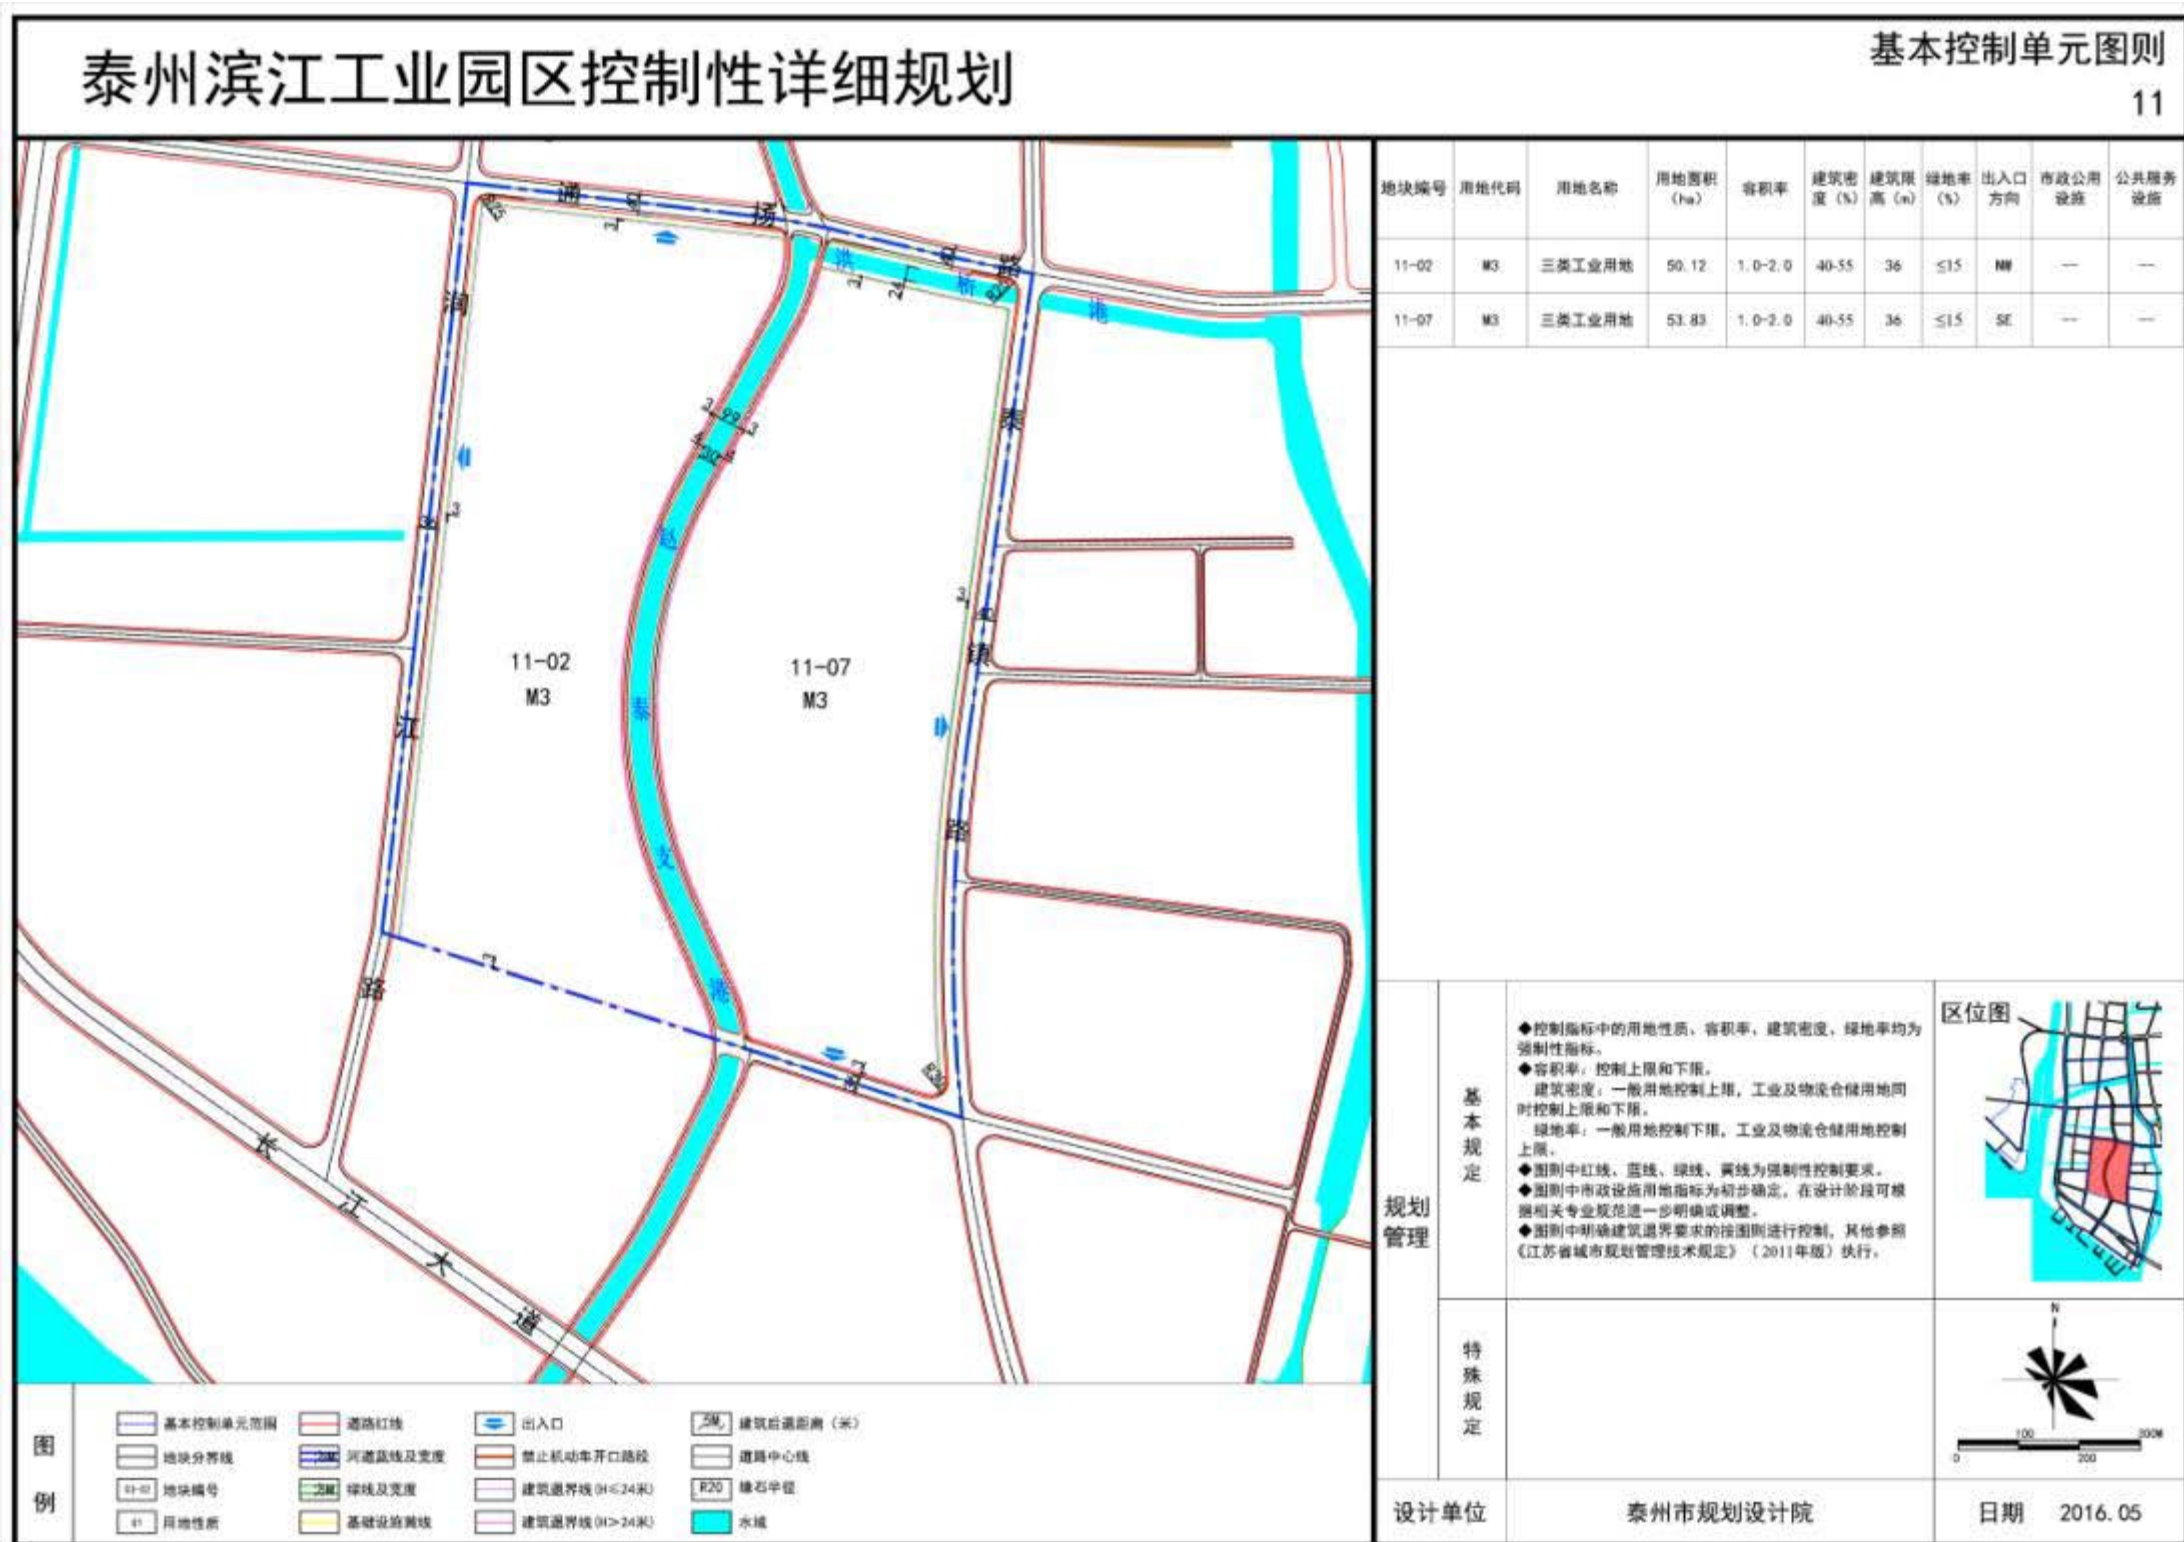 泰州滨江工业园区控制性详细规划
基本控制单元图则
11
地块编号 用地代码 用地名称 用地面积(ha) 容积率 建筑密度(%) 建筑限高(m) 绿地率(%) 出入口方向 市政公用设施 公共服务设施
11-02 M3 三类工业用地 50.12 1.0-2.0 40-55 36 ≤15 NW — —
11-07 M3 三类工业用地 53.83 1.0-2.0 40-55 36 ≤15 SE — —
通
扬
路
R25
3
3
24
洪
桥
港
润
江
路
36
3
3 99 3
30
泰
镇
路
3
40
11-02
M3
11-07
M3
泰
支
港
R30
长
江
大
道
规划管理
基本规定
◆控制指标中的用地性质、容积率、建筑密度、绿地率均为
强制性指标。
◆容积率：控制上限和下限。
建筑密度：一般用地控制上限，工业及物流仓储用地同
时控制上限和下限。
绿地率：一般用地控制下限，工业及物流仓储用地控制
上限。
◆图则中红线、蓝线、绿线、黄线为强制性控制要求。
◆图则中市政设施用地指标为初步确定，在设计阶段可根
据相关专业规范进一步明确或调整。
◆图则中明确建筑退界要求的按图则进行控制，其他参照
《江苏省城市规划管理技术规定》（2011年版）执行。
区位图
特殊规定
N
0 100 200 300M
图例
基本控制单元范围 道路红线 出入口 5M 建筑后退距离（米）
地块分界线 河道蓝线及宽度 禁止机动车开口路段 道路中心线
03-02 地块编号 绿线及宽度 建筑退界线(H≤24米) R20 缘石半径
用地性质 基础设施黄线 建筑退界线(H>24米) 水域
设计单位 泰州市规划设计院 日期 2016.05